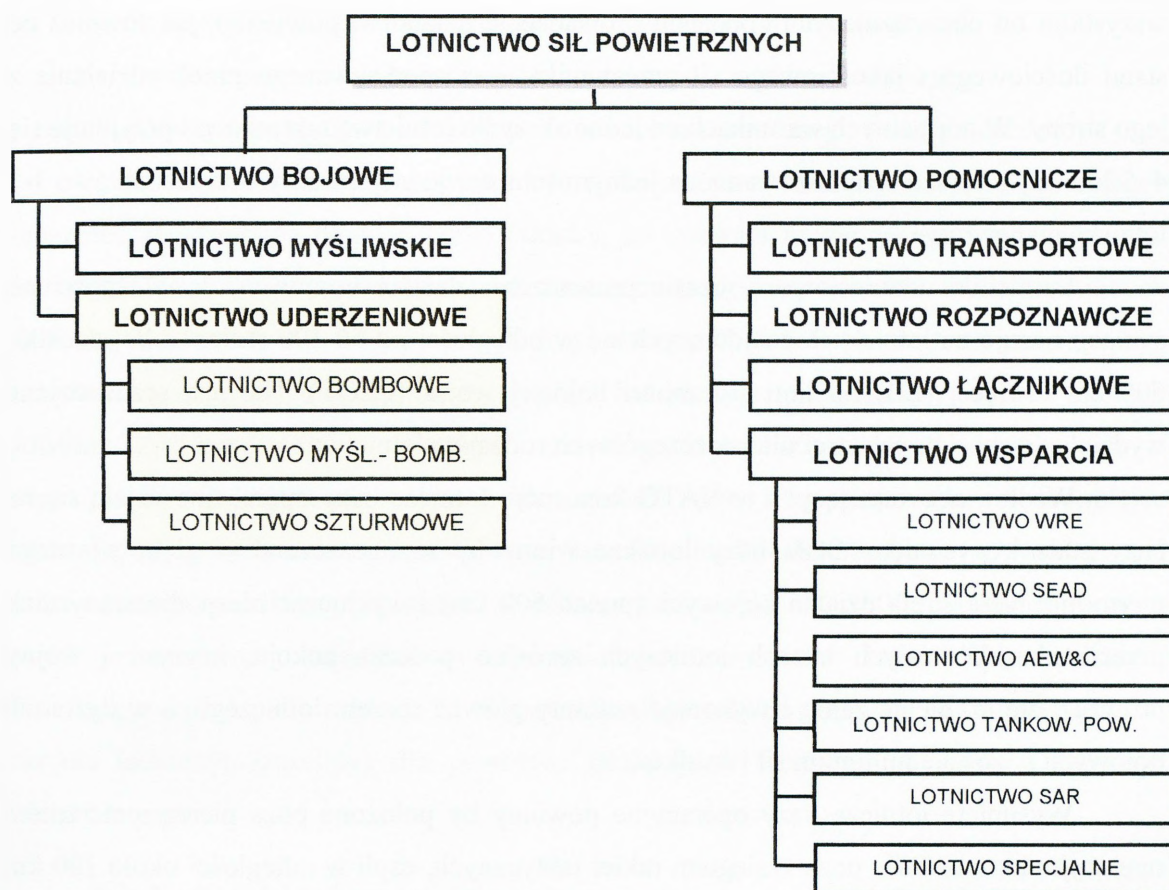 LOTNICTWO SIŁ POWIETRZNYCH
LOTNICTWO BOJOWE
LOTNICTWO MYŚLIWSKIE
LOTNICTWO UDERZENIOWE
LOTNICTWO BOMBOWE
LOTNICTWO MYŚL.- BOMB.
LOTNICTWO SZTURMOWE
LOTNICTWO POMOCNICZE
LOTNICTWO TRANSPORTOWE
LOTNICTWO ROZPOZNAWCZE
LOTNICTWO ŁĄCZNIKOWE
LOTNICTWO WSPARCIA
LOTNICTWO WRE
LOTNICTWO SEAD
LOTNICTWO AEW&C
LOTNICTWO TANKOW. POW.
LOTNICTWO SAR
LOTNICTWO SPECJALNE